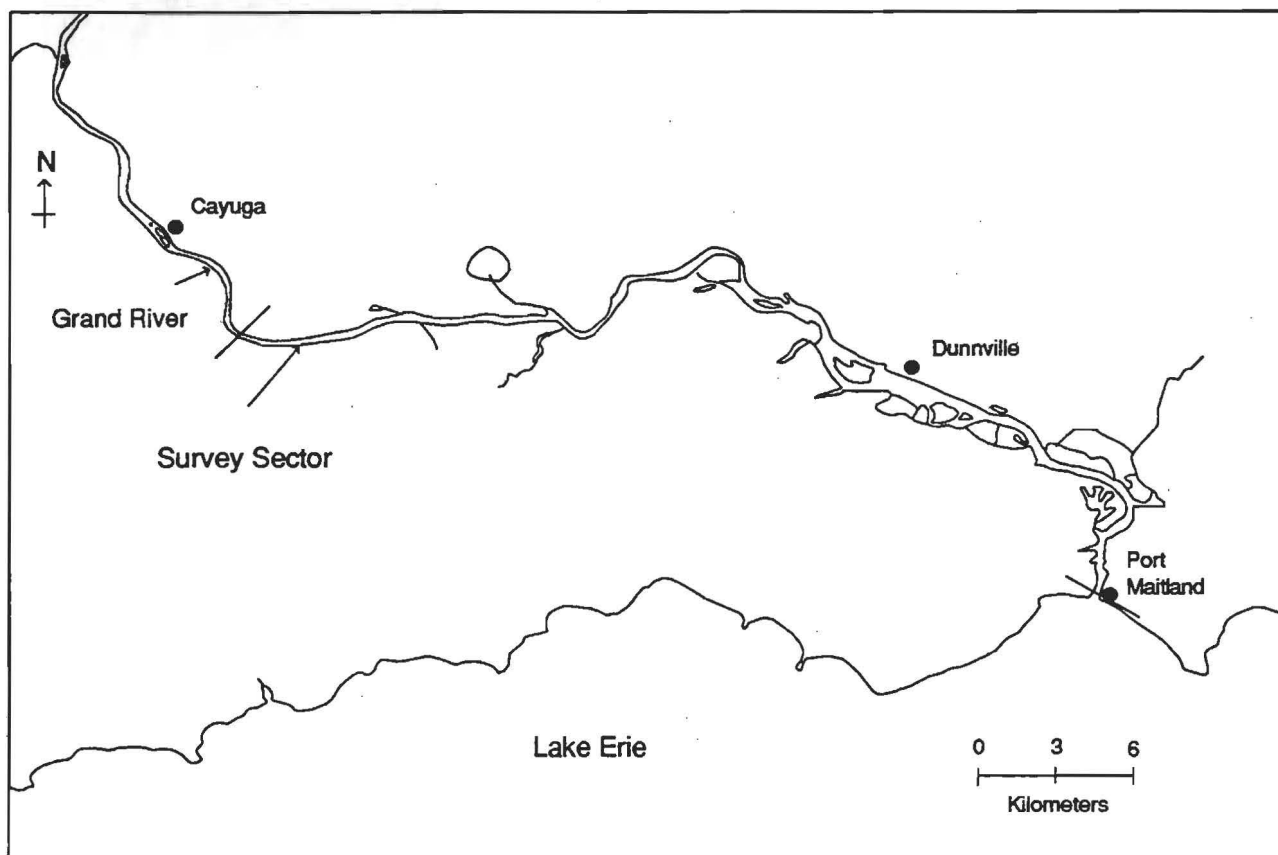 N
Cayuga
Grand River
Dunnville
Survey Sector
Port
Maitland
Lake Erie
0 3 6
Kilometers